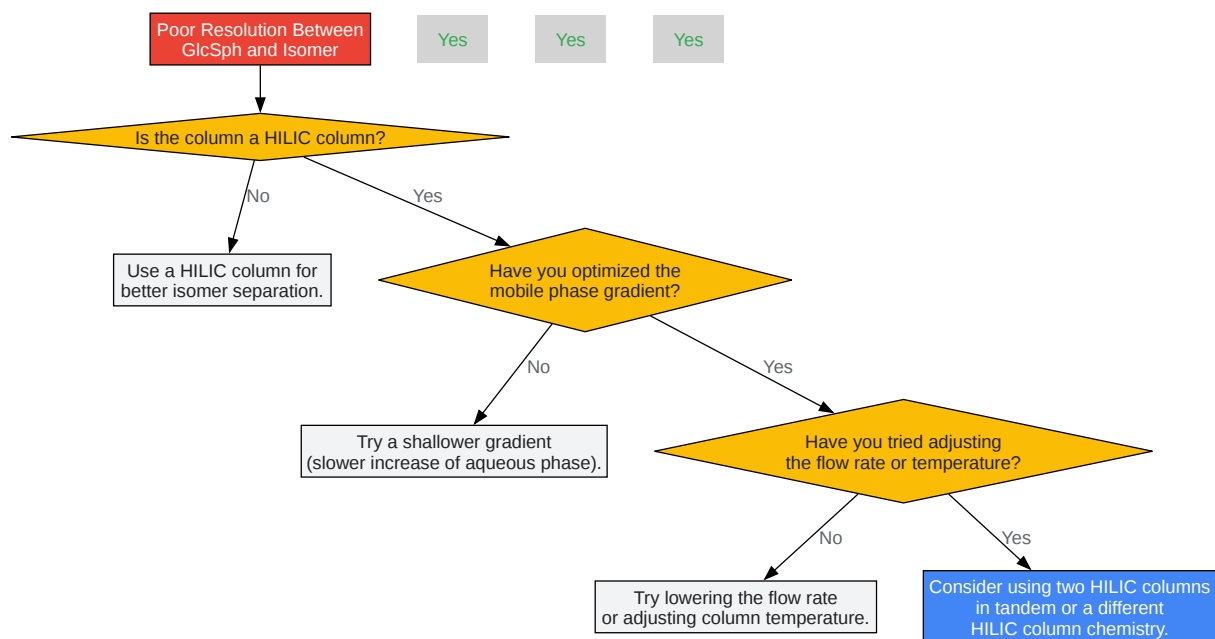 Poor Resolution Between
GlcSph and Isomer
Yes
Yes
Yes
Is the column a HILIC column?
No
Yes
Use a HILIC column for
better isomer separation.
Have you optimized the
mobile phase gradient?
No
Yes
Try a shallower gradient
(slower increase of aqueous phase).
Have you tried adjusting
the flow rate or temperature?
No
Yes
Try lowering the flow rate
or adjusting column temperature.
Consider using two HILIC columns
in tandem or a different
HILIC column chemistry.